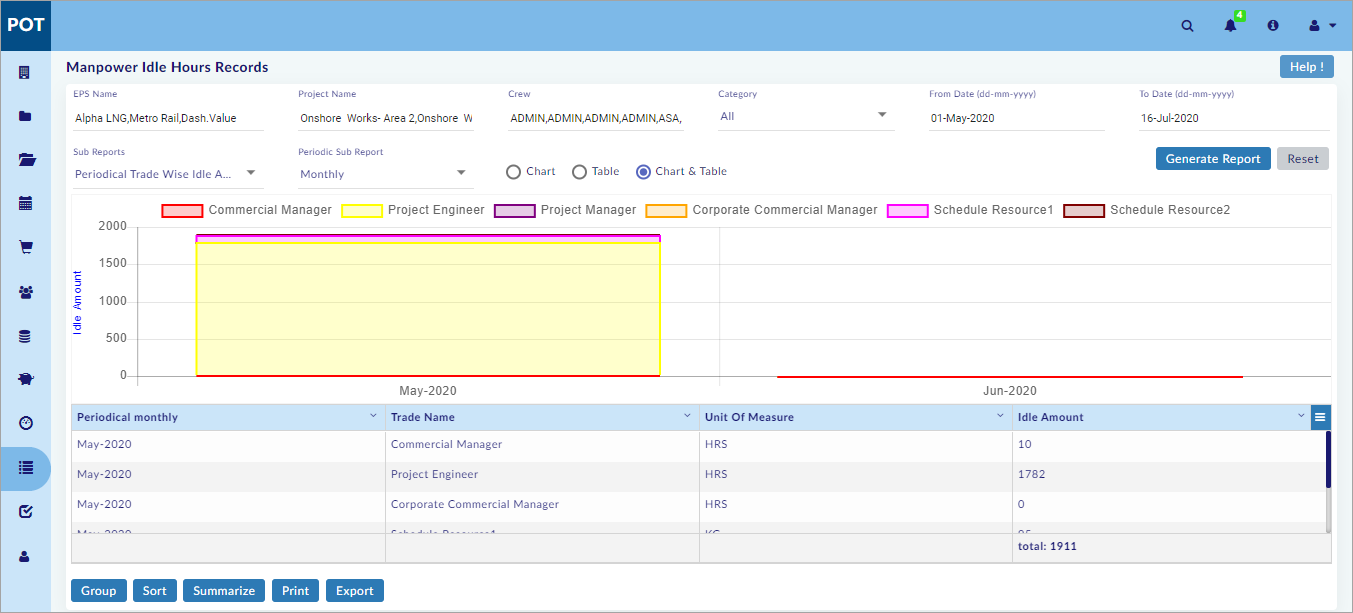 POT
4
Manpower Idle Hours Records
Help !
EPS Name Project Name Crew Category From Date (dd-mm-yyyy) To Date (dd-mm-yyyy)
Alpha LNG,Metro Rail,Dash.Value Onshore Works- Area 2,Onshore W ADMIN,ADMIN,ADMIN,ADMIN,ASA, All 01-May-2020 16-Jul-2020
Sub Reports Periodic Sub Report
Periodical Trade Wise Idle A... Monthly Chart Table Chart & Table Generate Report Reset
Commercial Manager Project Engineer Project Manager Corporate Commercial Manager Schedule Resource1 Schedule Resource2
2000
1500
1000
500
0
Idle Amount
May-2020 Jun-2020
Periodical monthly Trade Name Unit Of Measure Idle Amount
May-2020 Commercial Manager HRS 10
May-2020 Project Engineer HRS 1782
May-2020 Corporate Commercial Manager HRS 0
May-2020 Schedule Resource1
total: 1911
Group Sort Summarize Print Export